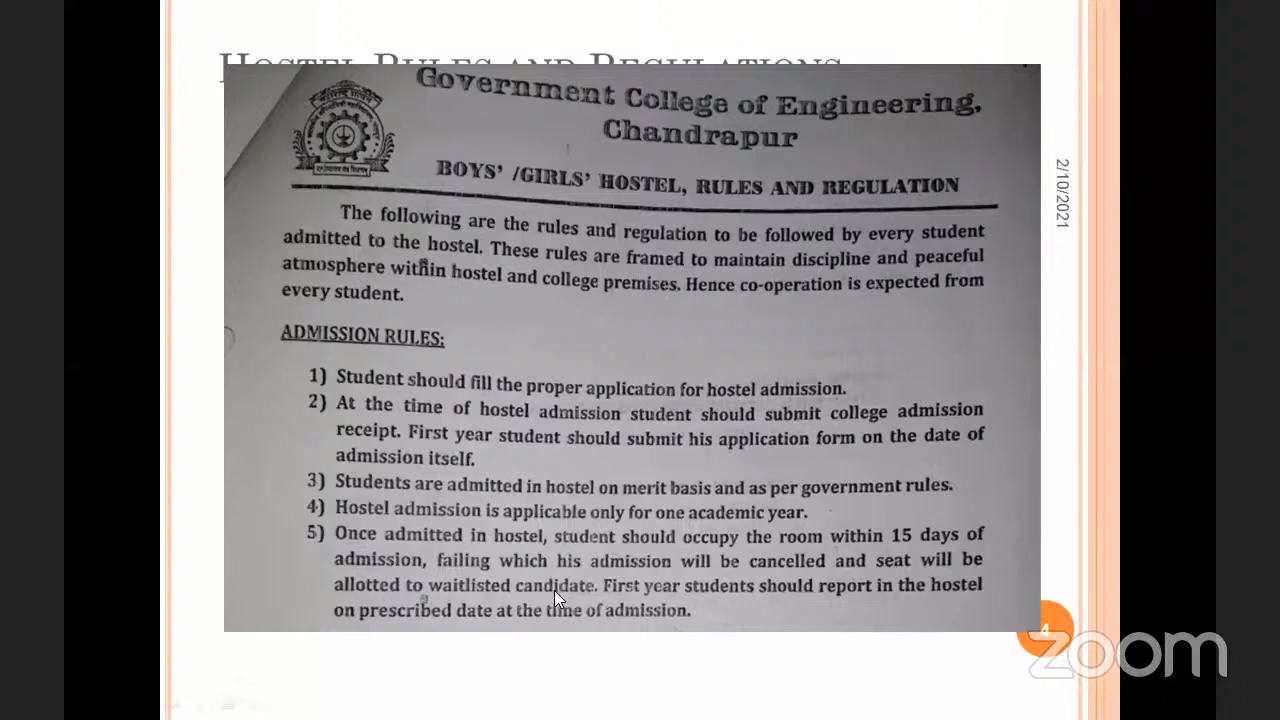 HOSTEL RULES AND REGULATIONS
Government College of Engineering,
Chandrapur
BOYS' /GIRLS' HOSTEL, RULES AND REGULATION
2/10/2021
The following are the rules and regulation to be followed by every student
admitted to the hostel. These rules are framed to maintain discipline and peaceful
atmosphere within hostel and college premises. Hence co-operation is expected from
every student.
ADMISSION RULES:
1) Student should fill the proper application for hostel admission.
2) At the time of hostel admission student should submit college admission
receipt. First year student should submit his application form on the date of
admission itself.
3) Students are admitted in hostel on merit basis and as per government rules.
4) Hostel admission is applicable only for one academic year.
5) Once admitted in hostel, student should occupy the room within 15 days of
admission, failing which his admission will be cancelled and seat will be
allotted to waitlisted candidate. First year students should report in the hostel
on prescribed date at the time of admission.
4
zoom